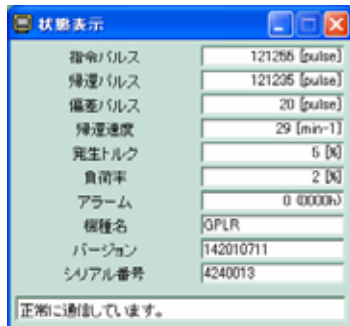 状態表示
指令パルス 121255 [pulse]
帰還パルス 121235 [pulse]
偏差パルス 20 [pulse]
帰還速度 29 [min-1]
発生トルク 5 [%]
負荷率 2 [%]
アラーム 0 (0000h)
機種名 GPLR
バージョン 142010711
シリアル番号 4240013
正常に通信しています。